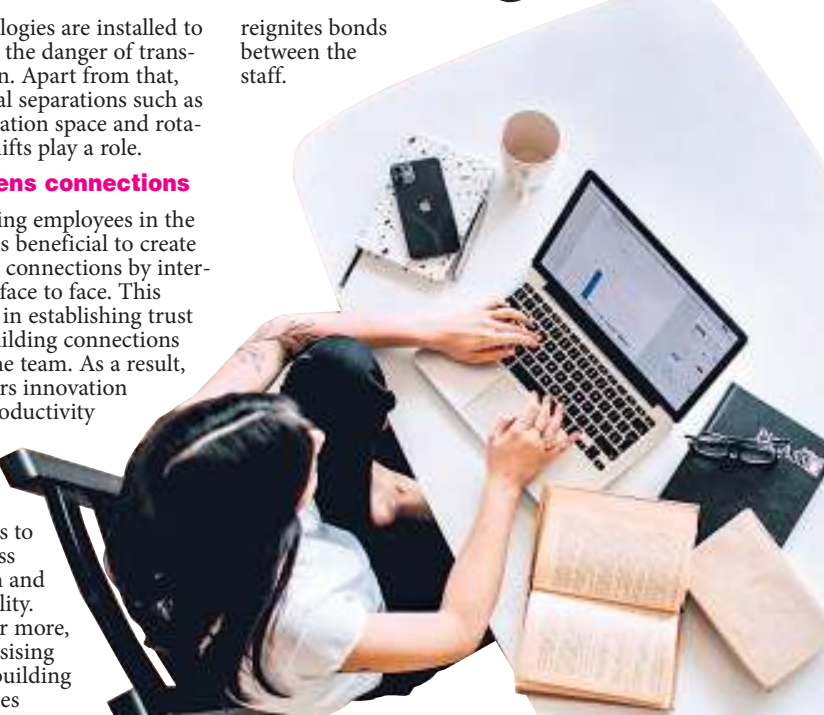 logies are installed to
the danger of trans-
n. Apart from that,
al separations such as
ation space and rota-
ifts play a role.
ens connections
ing employees in the
s beneficial to create
connections by inter-
face to face. This
in establishing trust
ilding connections
ne team. As a result,
rs innovation
oductivity
s to
ss
n and
lity.
r more,
sising
building
es
reignites bonds
between the
staff.